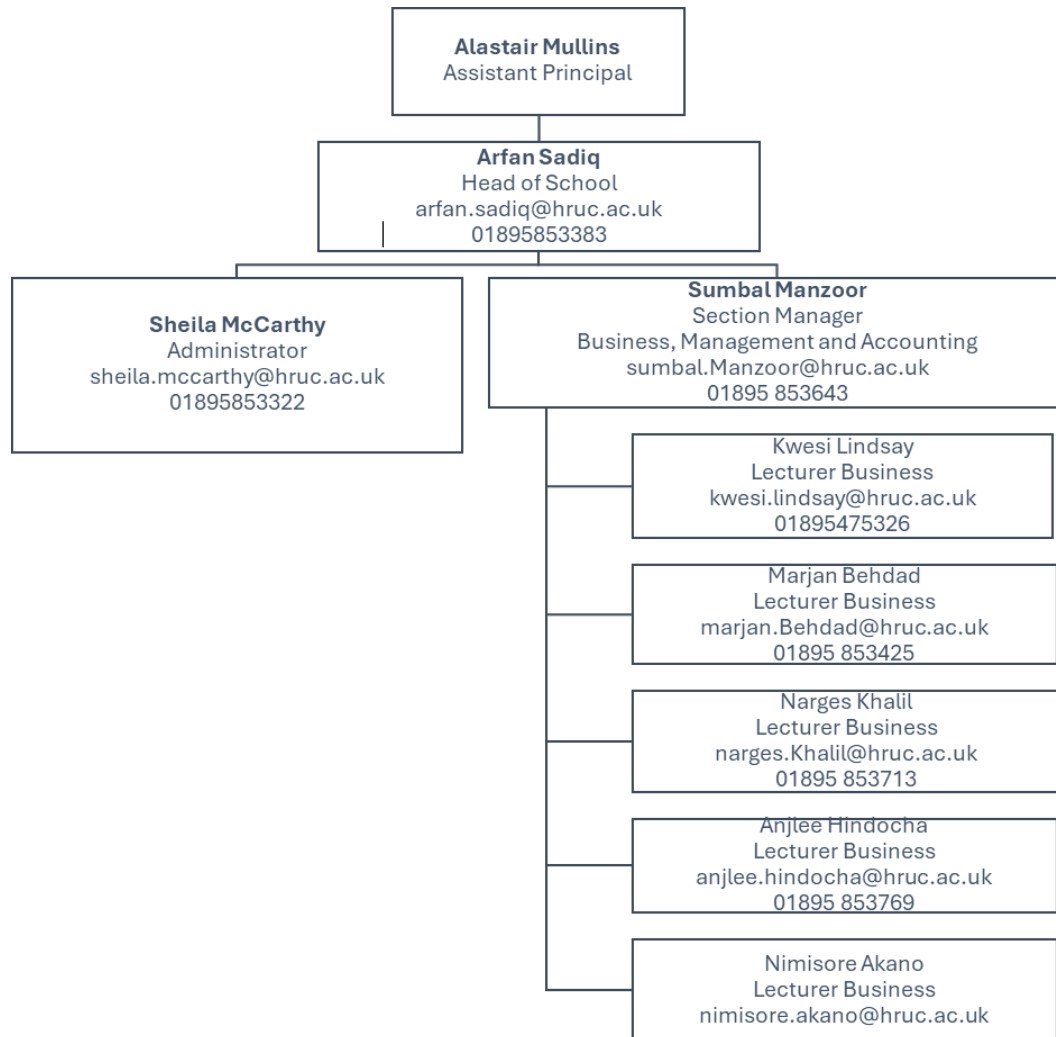 Alastair Mullins
Assistant Principal
Arfan Sadiq
Head of School
arfan.sadiq@hruc.ac.uk
01895853383
Sheila McCarthy
Administrator
sheila.mccarthy@hruc.ac.uk
01895853322
Sumbal Manzoor
Section Manager
Business, Management and Accounting
sumbal.Manzoor@hruc.ac.uk
01895 853643
Kwesi Lindsay
Lecturer Business
kwesi.lindsay@hruc.ac.uk
01895475326
Marjan Behdad
Lecturer Business
marjan.Behdad@hruc.ac.uk
01895 853425
Narges Khalil
Lecturer Business
narges.Khalil@hruc.ac.uk
01895 853713
Anjlee Hindocha
Lecturer Business
anjlee.hindocha@hruc.ac.uk
01895 853769
Nimisore Akano
Lecturer Business
nimisore.akano@hruc.ac.uk